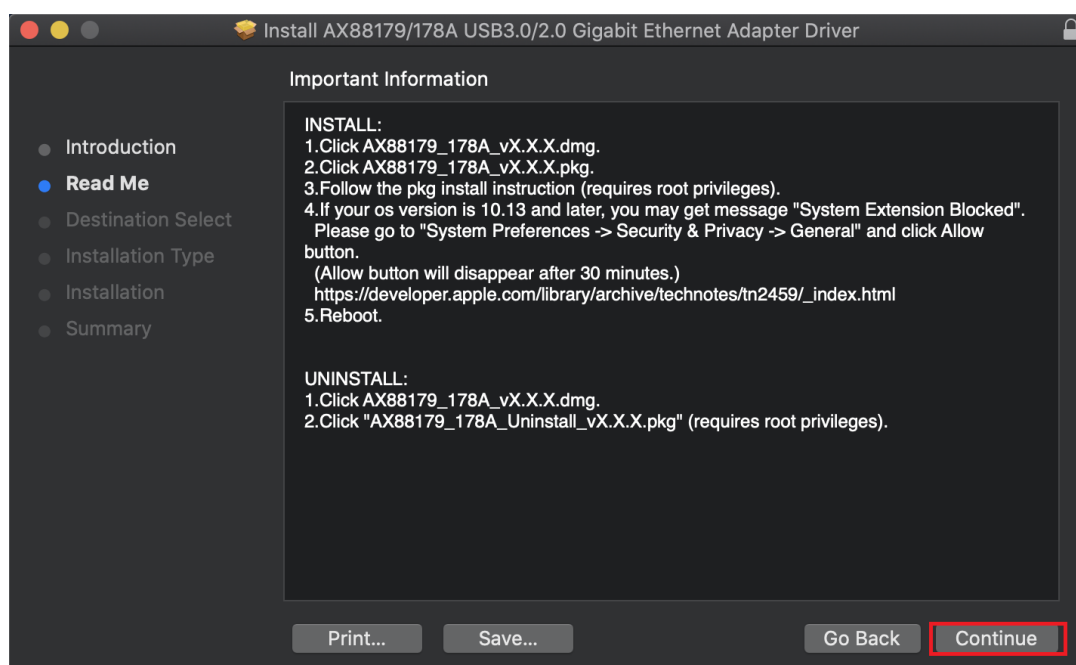 Install AX88179/178A USB3.0/2.0 Gigabit Ethernet Adapter Driver
Important Information
Introduction
Read Me
Destination Select
Installation Type
Installation
Summary
INSTALL:
1.Click AX88179_178A_vX.X.X.dmg.
2.Click AX88179_178A_vX.X.X.pkg.
3.Follow the pkg install instruction (requires root privileges).
4.If your os version is 10.13 and later, you may get message "System Extension Blocked".
Please go to "System Preferences -> Security & Privacy -> General" and click Allow
button.
(Allow button will disappear after 30 minutes.)
https://developer.apple.com/library/archive/technotes/tn2459/_index.html
5.Reboot.
UNINSTALL:
1.Click AX88179_178A_vX.X.X.dmg.
2.Click "AX88179_178A_Uninstall_vX.X.X.pkg" (requires root privileges).
Print...
Save...
Go Back
Continue